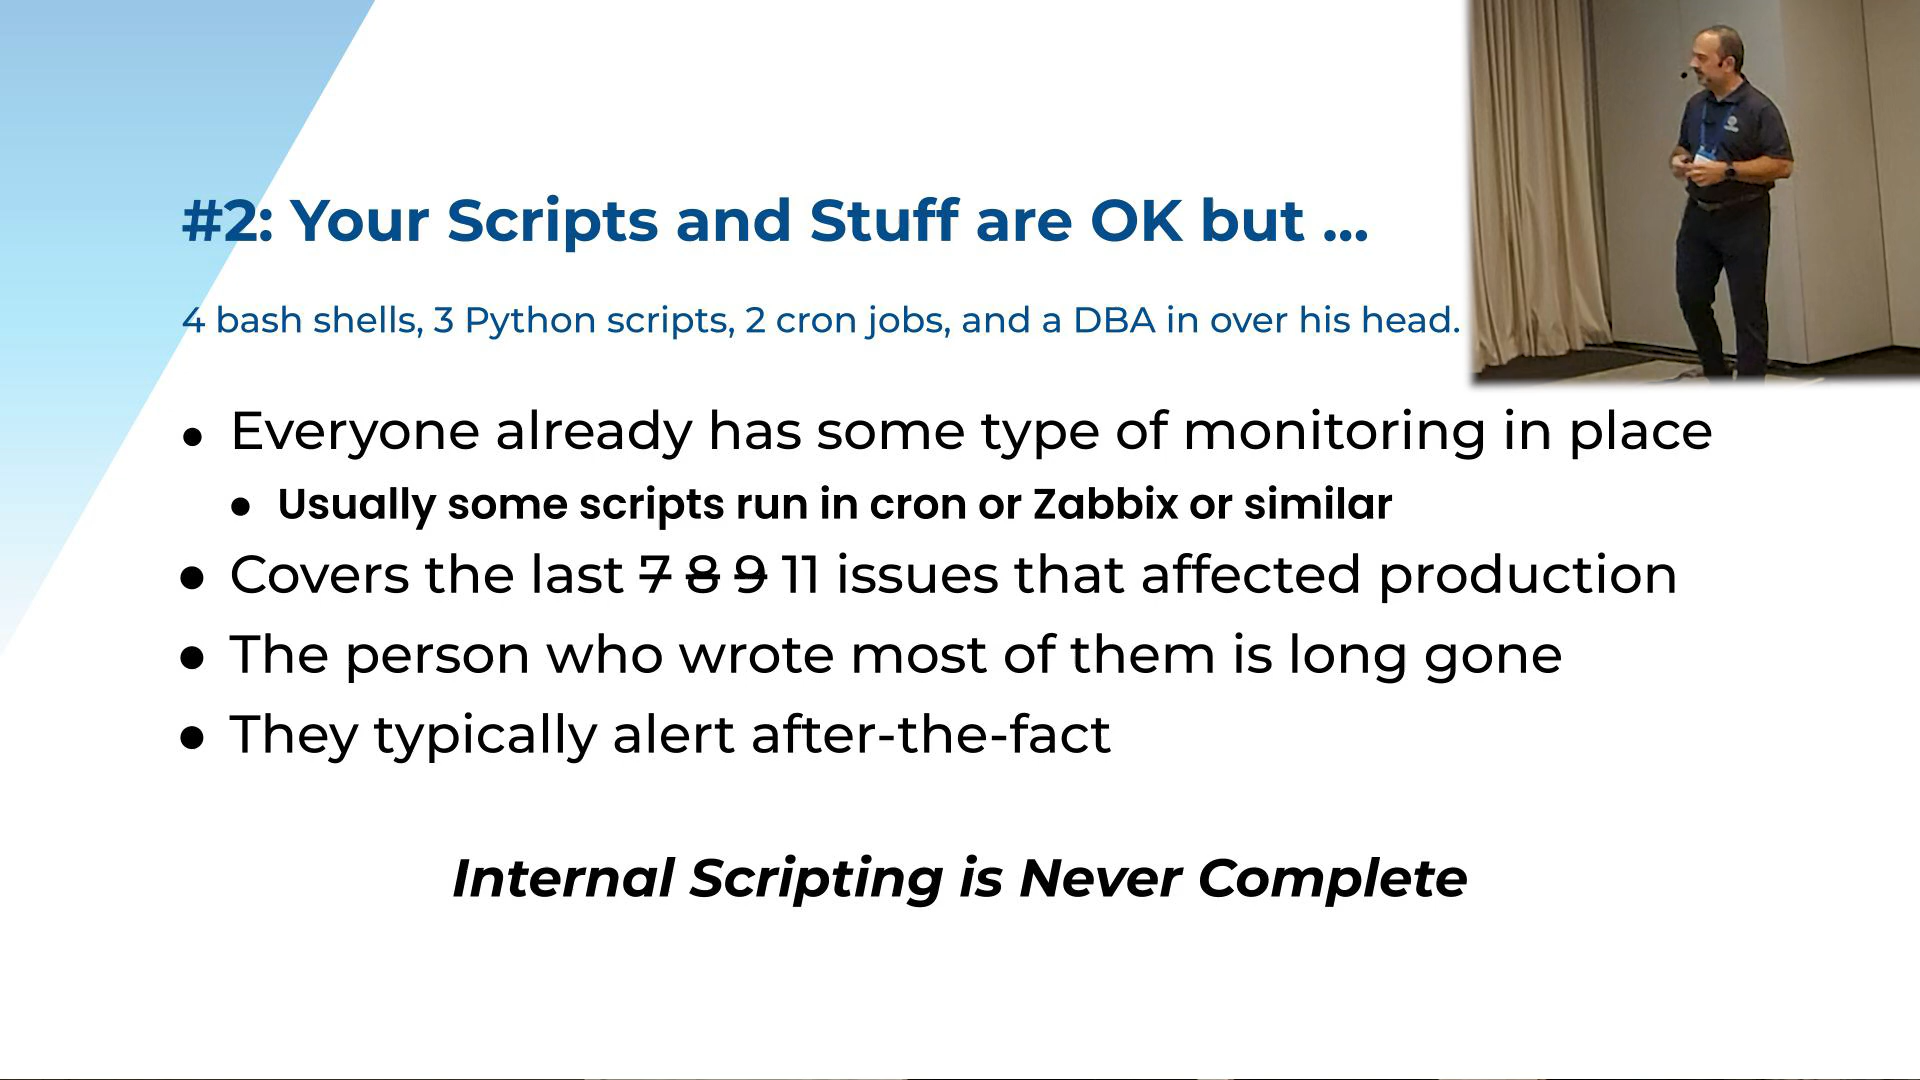 #2: Your Scripts and Stuff are OK but ...
4 bash shells, 3 Python scripts, 2 cron jobs, and a DBA in over his head.
• Everyone already has some type of monitoring in place
• Usually some scripts run in cron or Zabbix or similar
• Covers the last 7 8 9 11 issues that affected production
• The person who wrote most of them is long gone
• They typically alert after-the-fact
Internal Scripting is Never Complete